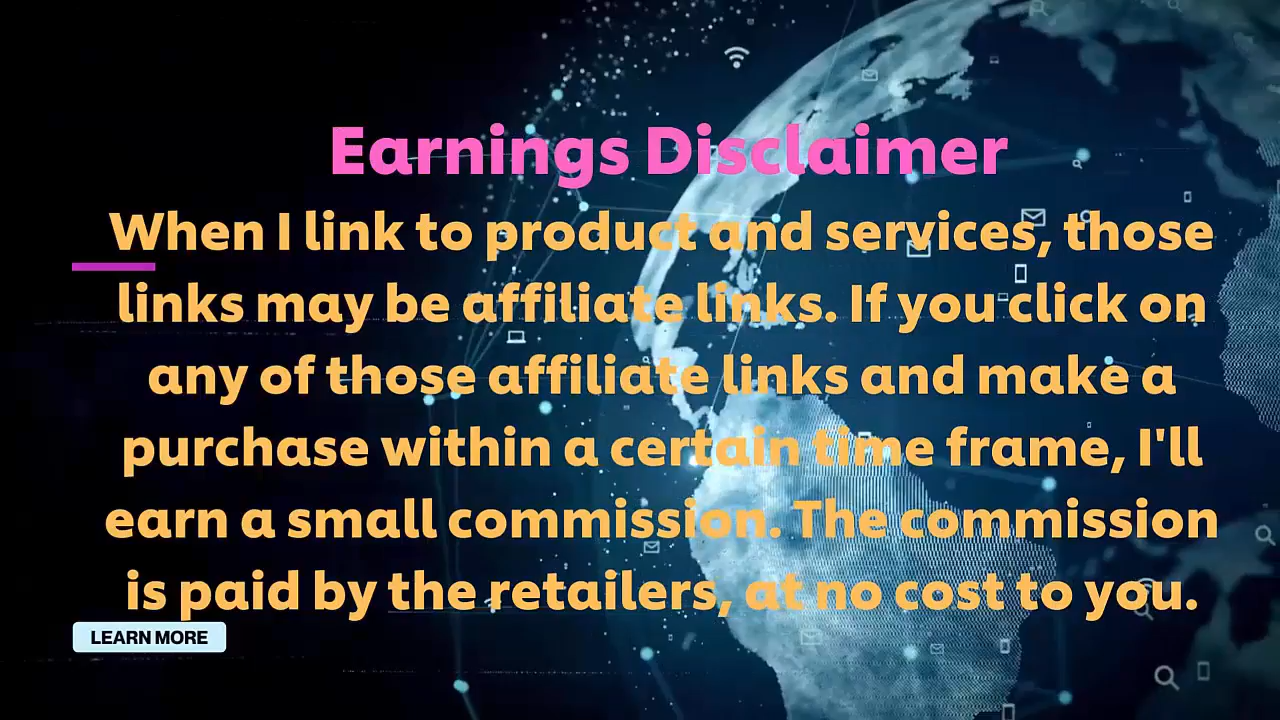 Earnings Disclaimer
When I link to product and services, those
links may be affiliate links. If you click on
any of those affiliate links and make a
purchase within a certain time frame, I'll
earn a small commission. The commission
is paid by the retailers, at no cost to you.
LEARN MORE